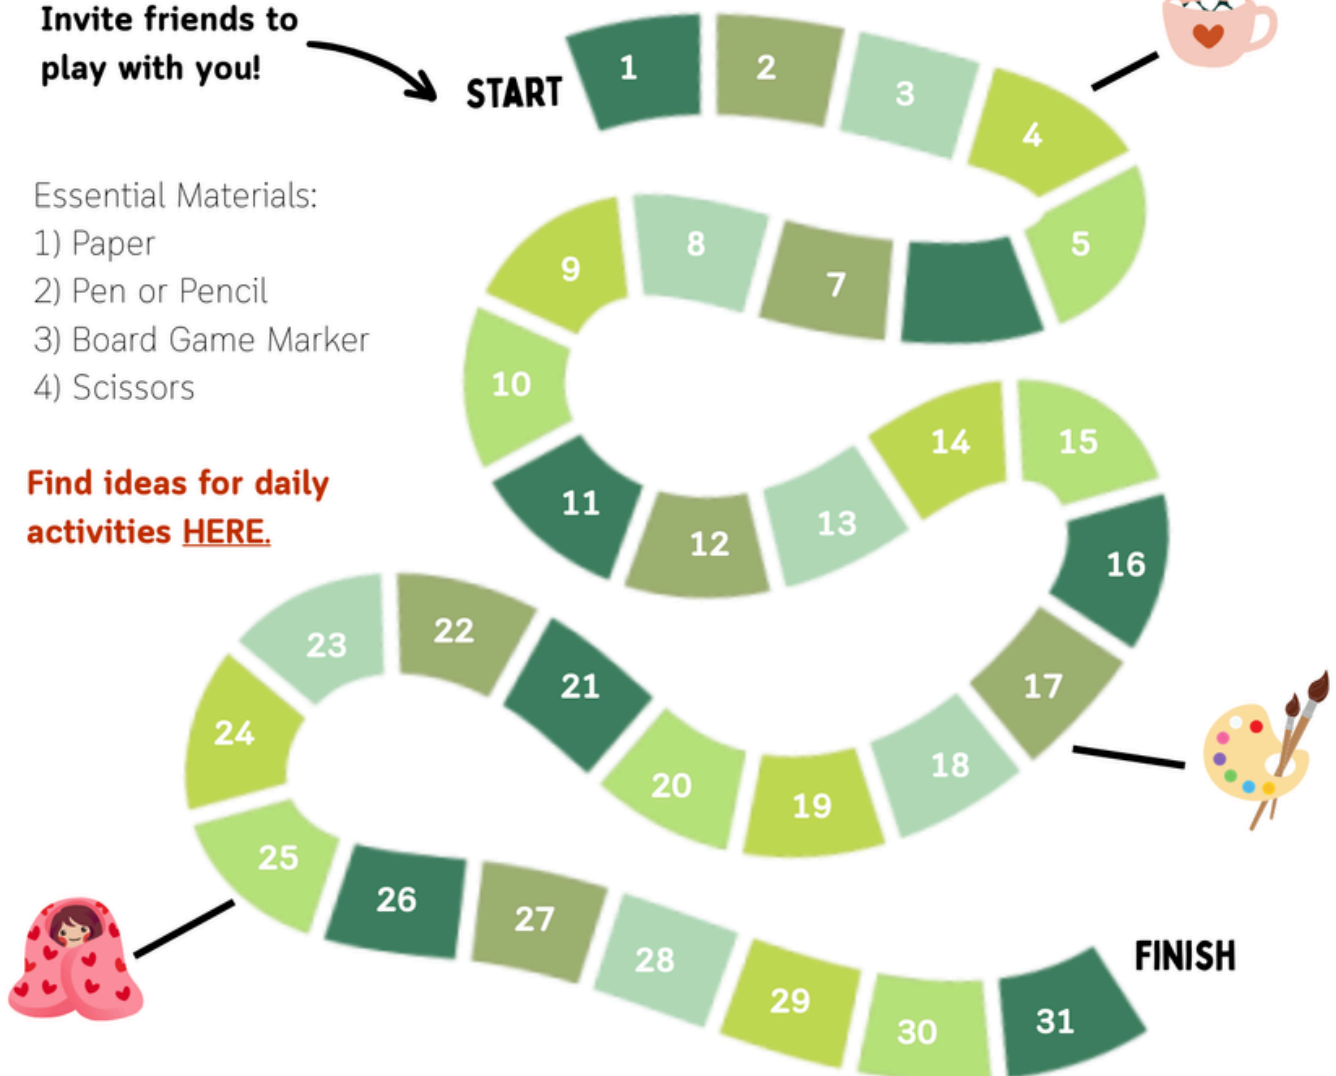 Invite friends to
play with you!
START
1
2
3
4
5
7
8
9
10
11
12
13
14
15
16
17
18
19
20
21
22
23
24
25
26
27
28
29
30
31
FINISH
Essential Materials:
1) Paper
2) Pen or Pencil
3) Board Game Marker
4) Scissors
Find ideas for daily
activities HERE.